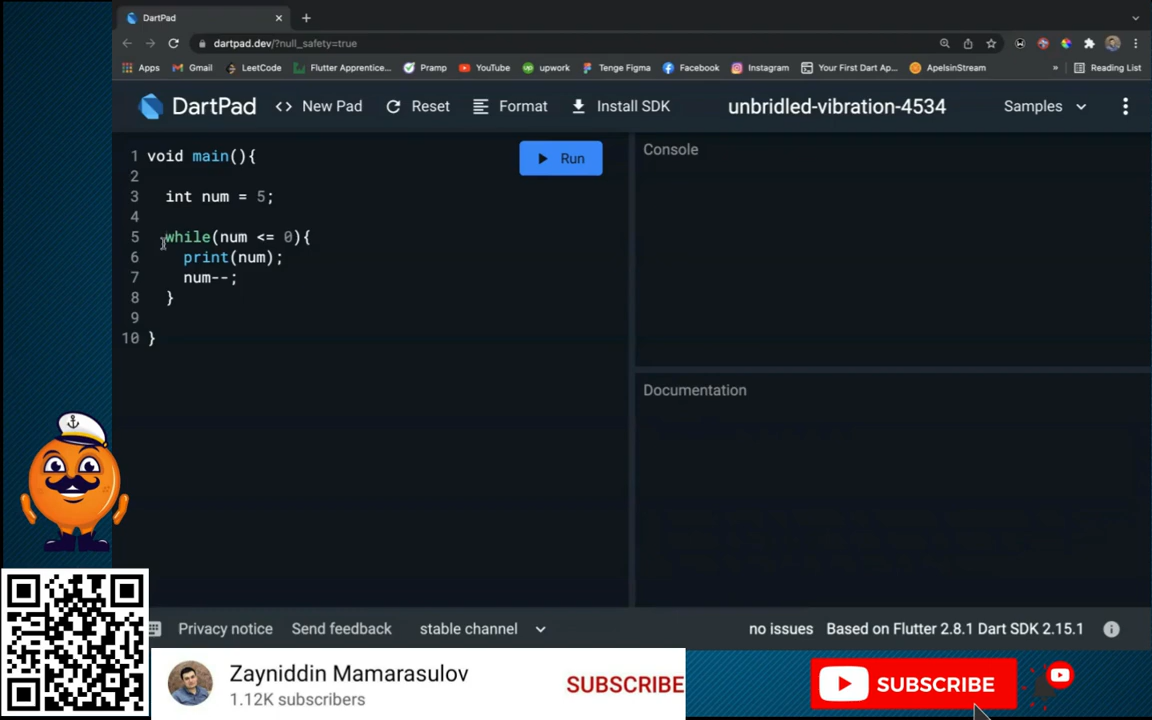 DartPad
dartpad.dev/?null_safety=true
Apps
Gmail
LeetCode
Flutter Apprentice...
Pramp
YouTube
upwork
Tenge Figma
Facebook
Instagram
Your First Dart Ap...
ApelsinStream
»
Reading List
DartPad
<> New Pad
Reset
Format
Install SDK
unbridled-vibration-4534
Samples
1 void main(){
2
3 int num = 5;
4
5 while(num <= 0){
6 print(num);
7 num--;
8 }
9
10 }
Run
Console
Documentation
Privacy notice
Send feedback
stable channel
no issues
Based on Flutter 2.8.1 Dart SDK 2.15.1
Zayniddin Mamarasulov
1.12K subscribers
SUBSCRIBE
SUBSCRIBE